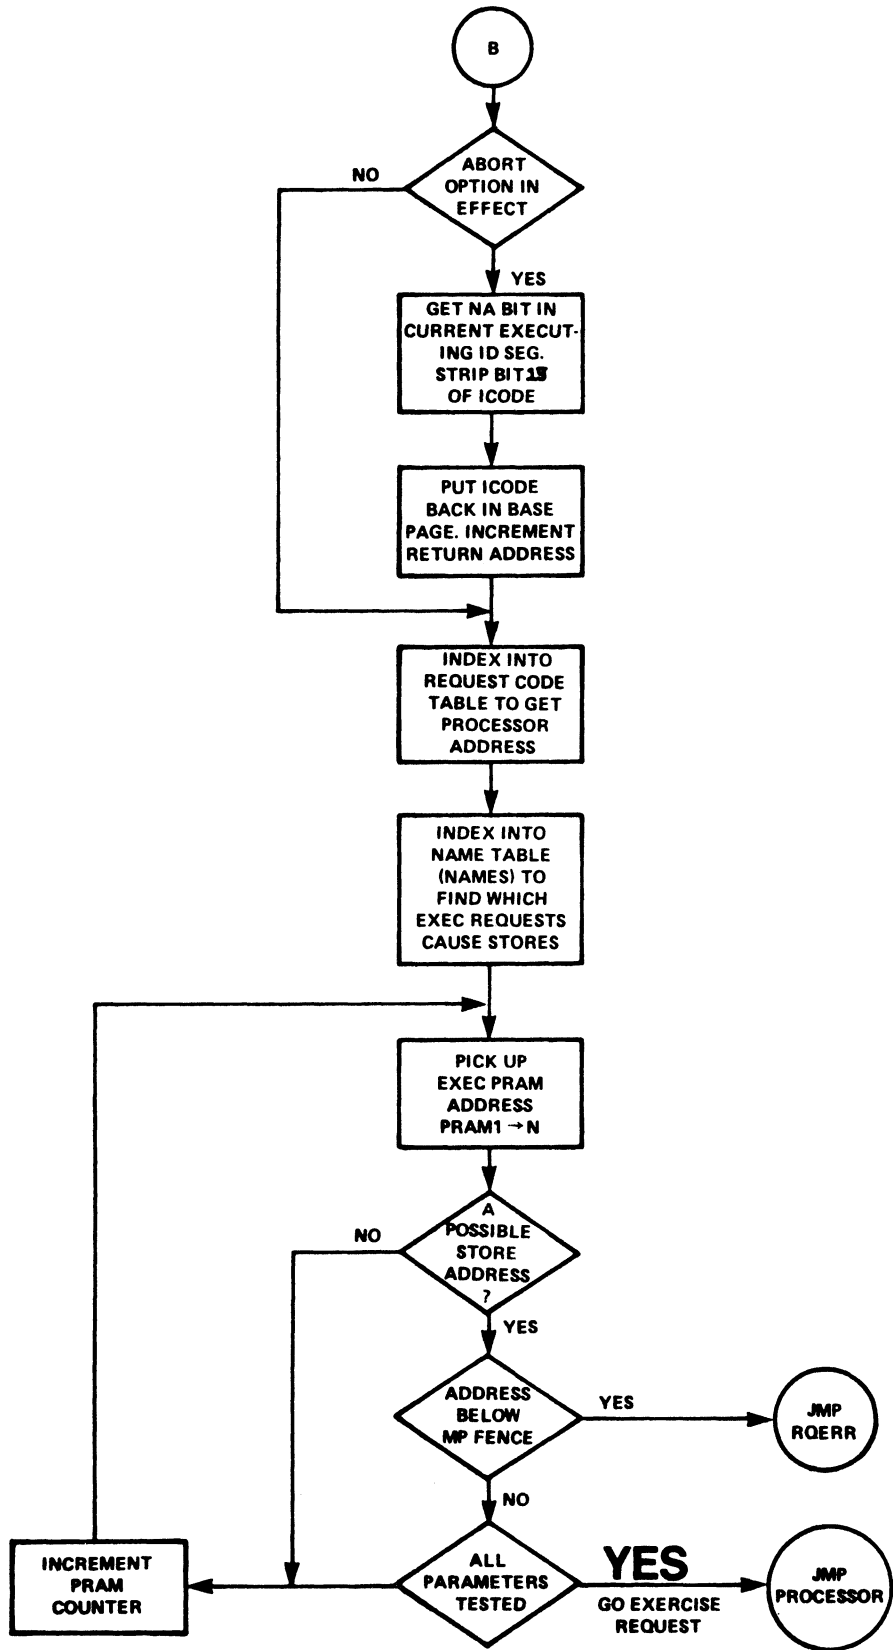 B
ABORT
OPTION IN
EFFECT
NO
YES
GET NA BIT IN
CURRENT EXECUT-
ING ID SEG.
STRIP BIT 15
OF ICODE
PUT ICODE
BACK IN BASE
PAGE. INCREMENT
RETURN ADDRESS
INDEX INTO
REQUEST CODE
TABLE TO GET
PROCESSOR
ADDRESS
INDEX INTO
NAME TABLE
(NAMES) TO
FIND WHICH
EXEC REQUESTS
CAUSE STORES
PICK UP
EXEC PRAM
ADDRESS
PRAM1 → N
A
POSSIBLE
STORE
ADDRESS
?
NO
YES
ADDRESS
BELOW
MP FENCE
YES
JMP
RQERR
NO
ALL
PARAMETERS
TESTED
YES
GO EXERCISE
REQUEST
JMP
PROCESSOR
INCREMENT
PRAM
COUNTER